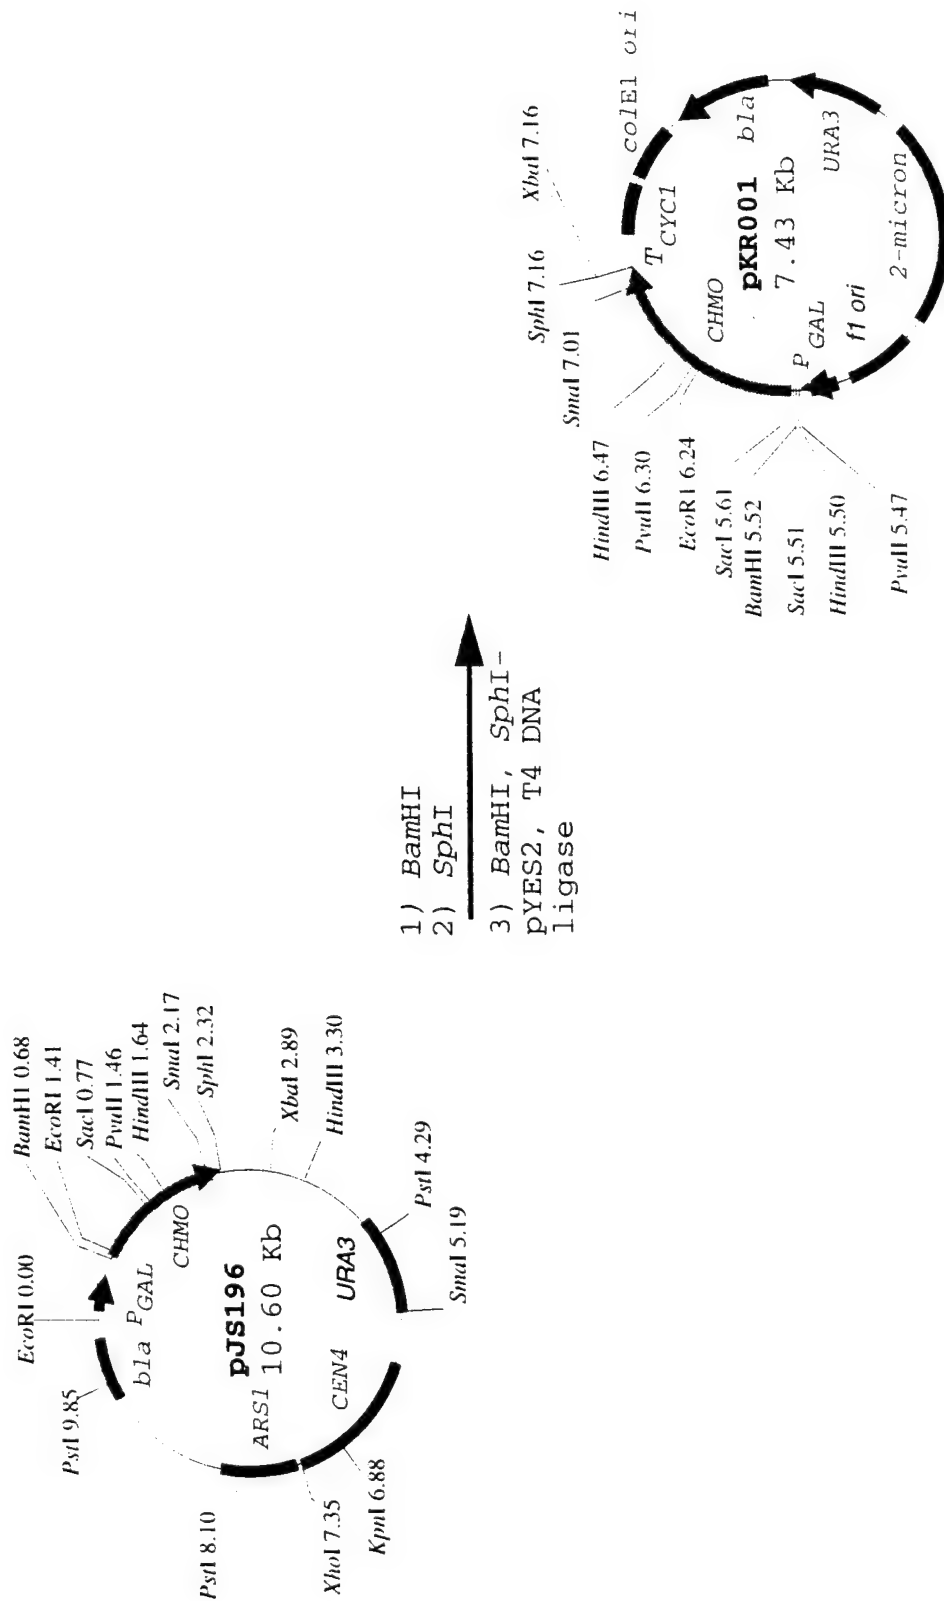 EcoRI 0.00
BamH1 0.68
EcoRI 1.41
SacI 0.77
PvuII 1.46
HindIII 1.64
SmaI 2.17
SphI 2.32
XbaI 2.89
HindIII 3.30
PstI 4.29
SmaI 5.19
KpnI 6.88
XhoI 7.35
PstI 8.10
PstI 9.85
bla
P GAL
CHMO
pJS196
10.60 Kb
ARS1
CEN4
URA3
1) BamHI
2) SphI
3) BamHI, SphI-
pYES2, T4 DNA
ligase
XbaI 7.16
SphI 7.16
SmaI 7.01
HindIII 6.47
PvuII 6.30
EcoRI 6.24
SacI 5.61
BamHI 5.52
SacI 5.51
HindIII 5.50
PvuII 5.47
colE1 ori
T CYC1
bla
CHMO
pKR001
7.43 Kb
URA3
P GAL
f1 ori
2-micron